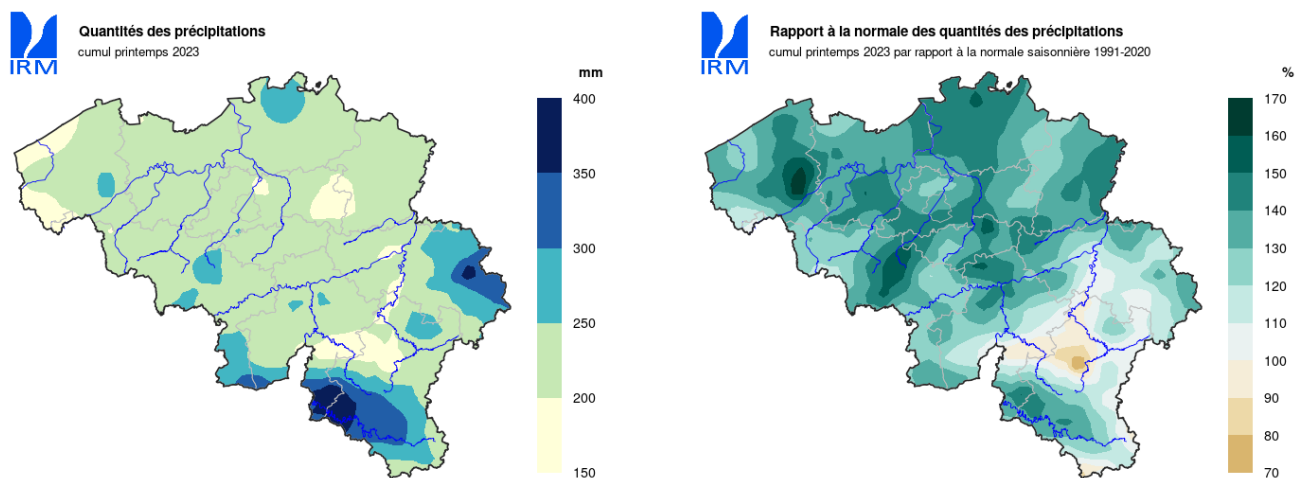 IRM
Quantités des précipitations
cumul printemps 2023
mm
400
350
300
250
200
150
IRM
Rapport à la normale des quantités des précipitations
cumul printemps 2023 par rapport à la normale saisonnière 1991-2020
%
170
160
150
140
130
120
110
100
90
80
70